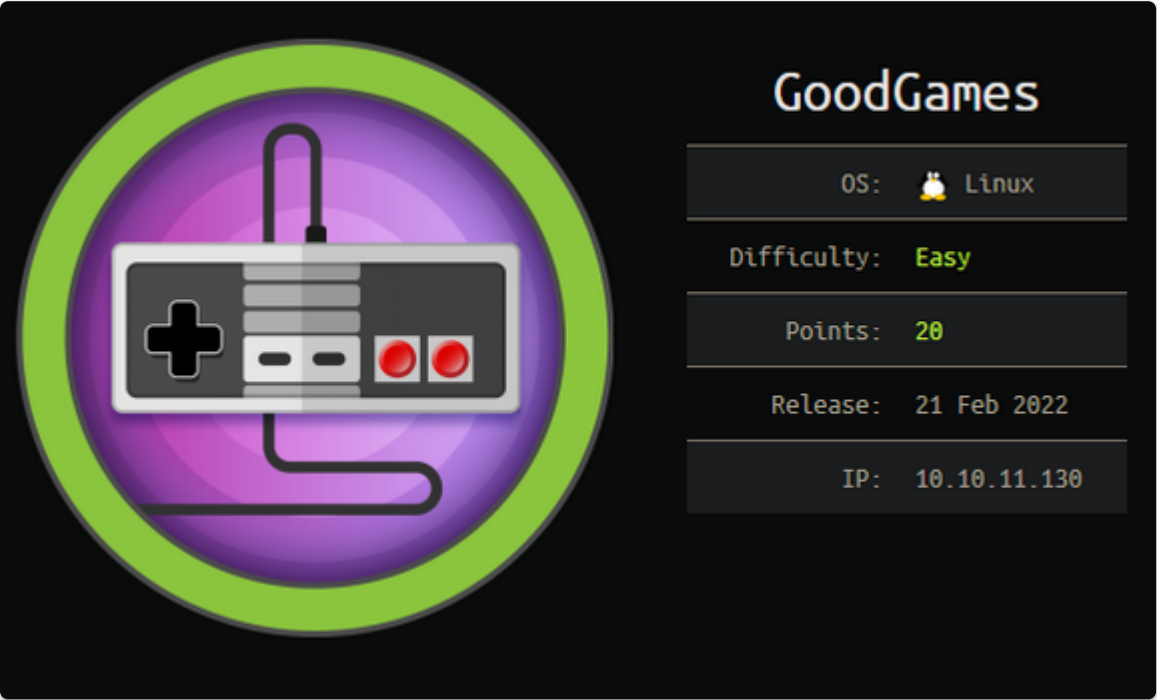 GoodGames
OS: Linux
Difficulty: Easy
Points: 20
Release: 21 Feb 2022
IP: 10.10.11.130